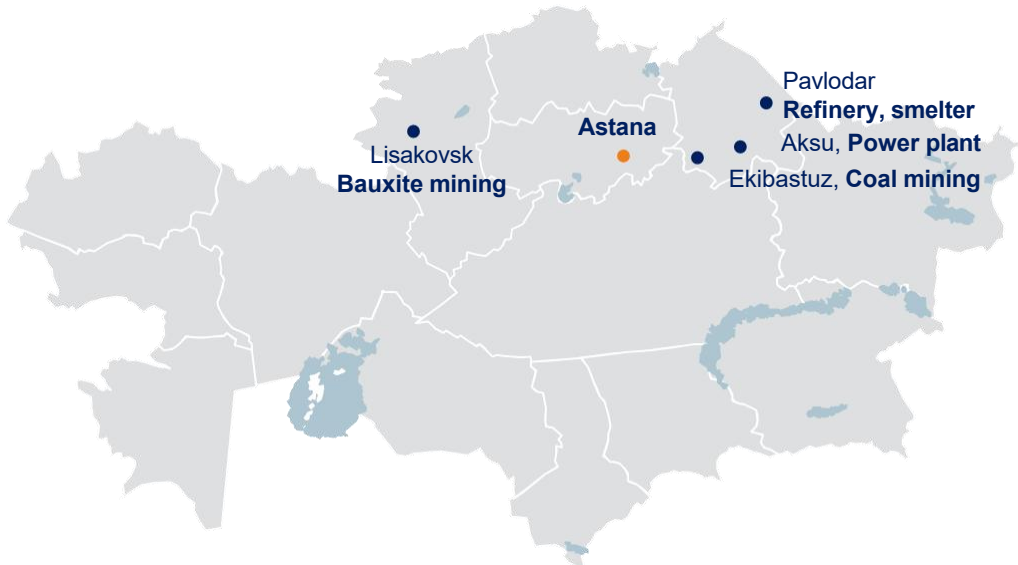 Pavlodar
Refinery, smelter
Astana
Aksu, Power plant
Lisakovsk
Bauxite mining
Ekibastuz, Coal mining